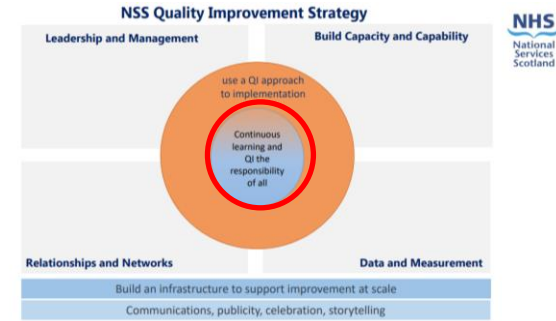 NSS Quality Improvement Strategy
NHS
National
Services
Scotland
Leadership and Management
Build Capacity and Capability
use a QI approach
to implementation
Continuous
learning and
QI the
responsibility
of all
Relationships and Networks
Data and Measurement
Build an infrastructure to support improvement at scale
Communications, publicity, celebration, storytelling